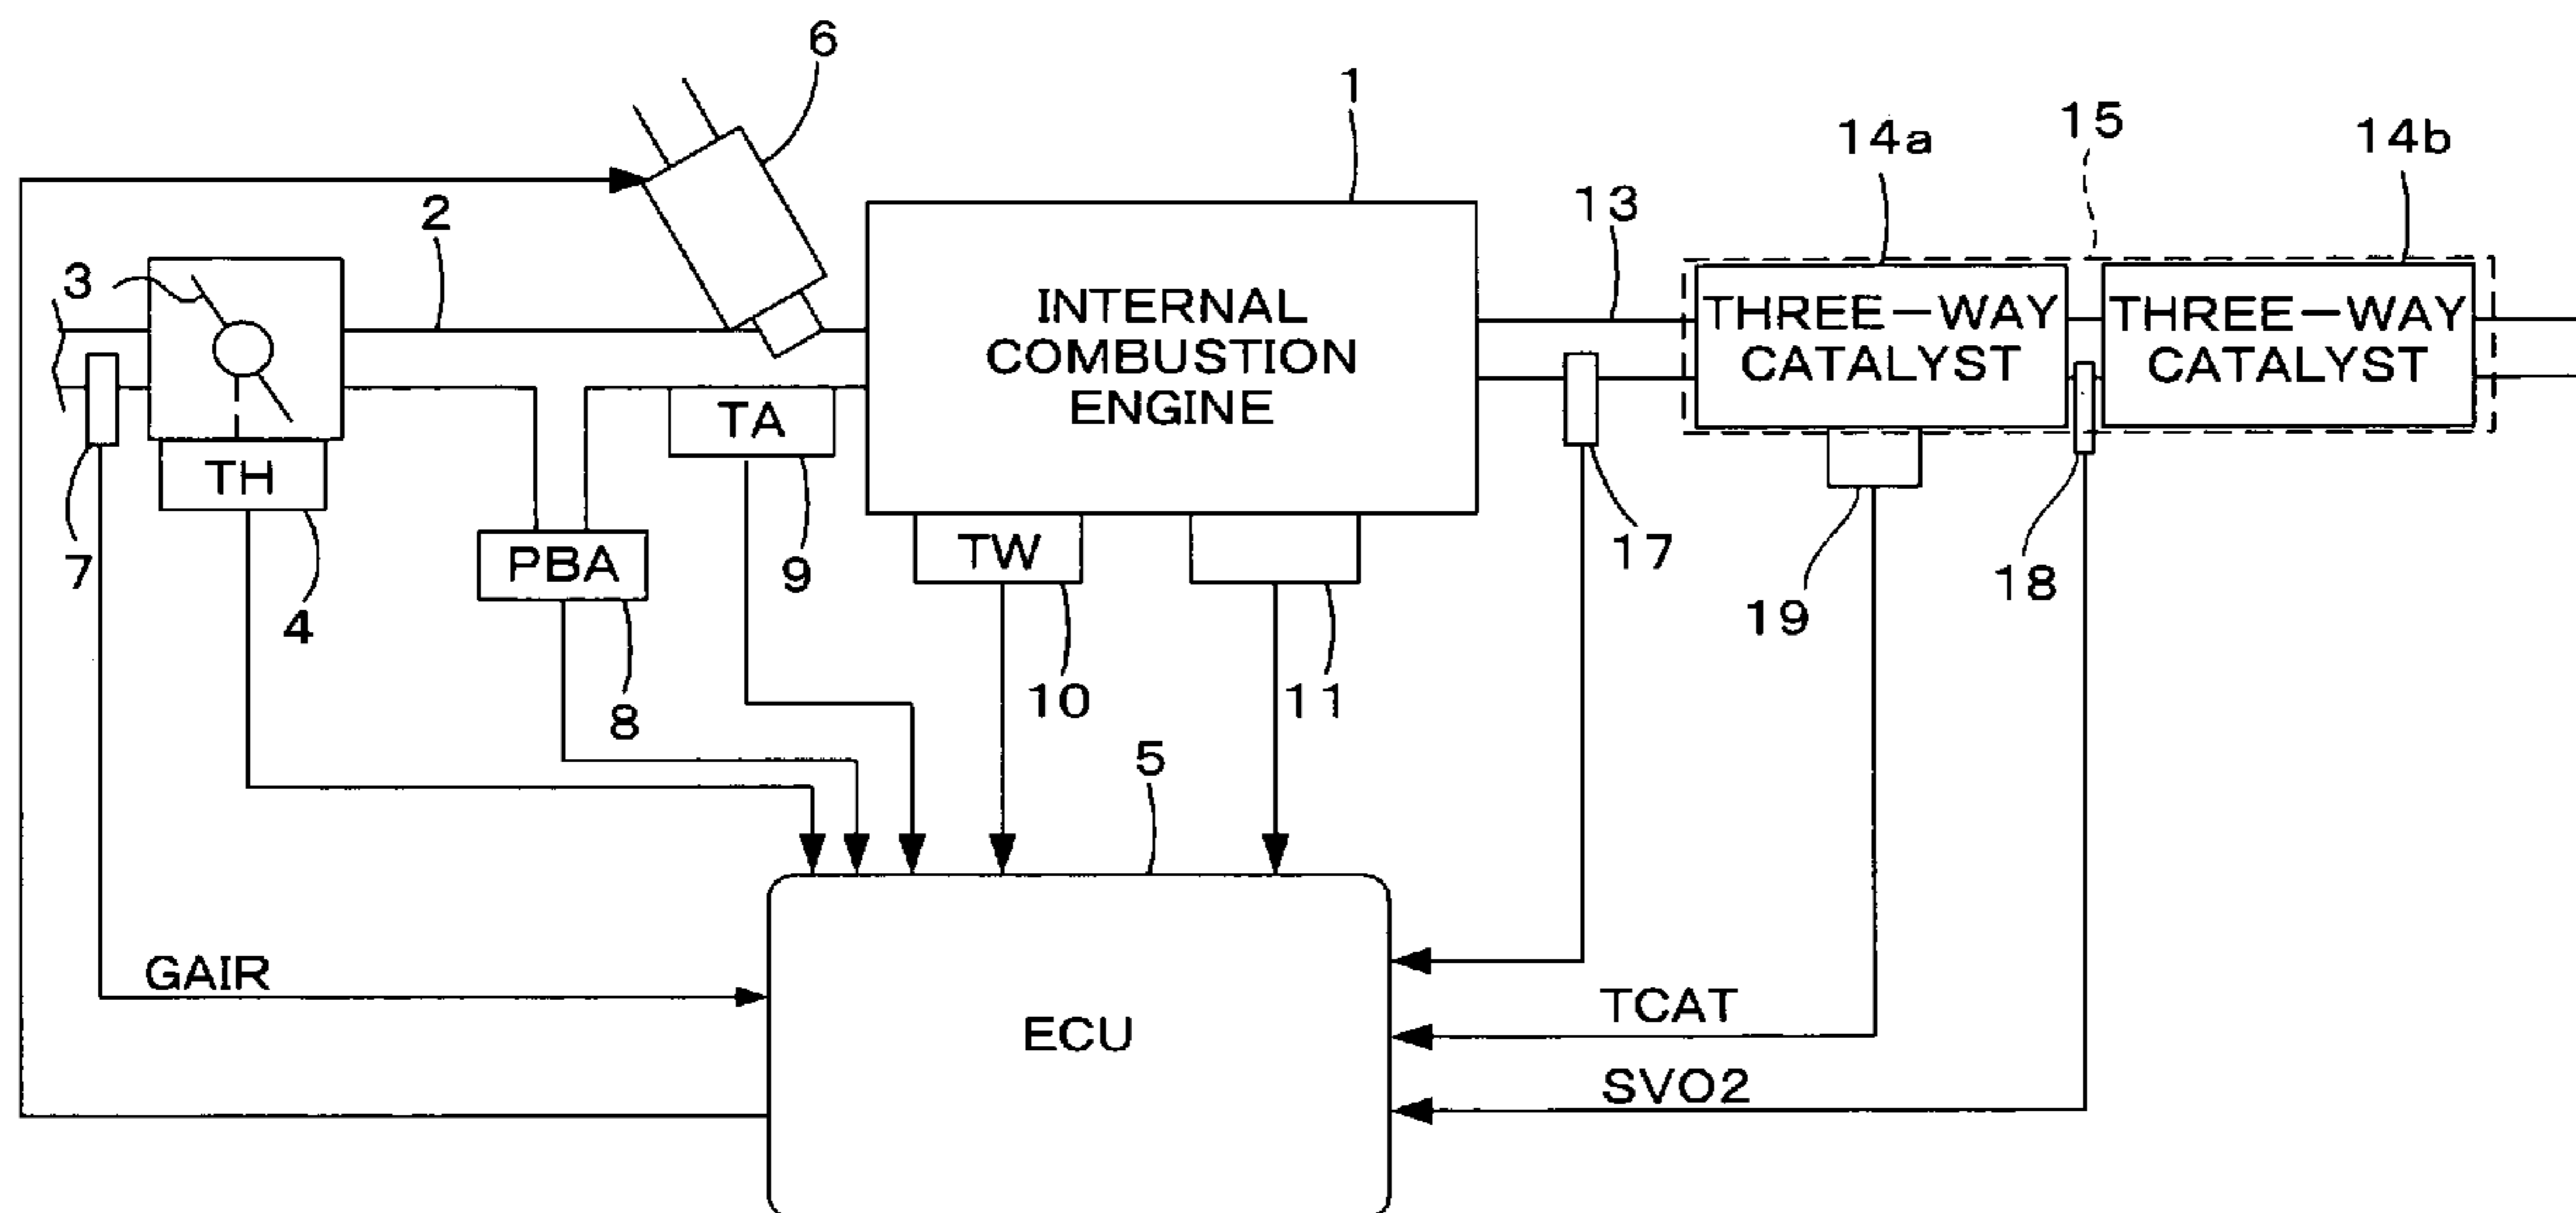 6
1
15
14a
14b
2
13
3
INTERNAL
COMBUSTION
ENGINE
THREE-WAY
CATALYST
THREE-WAY
CATALYST
TA
TH
7
4
PBA
9
TW
17
18
19
8
10
11
5
GAIR
ECU
TCAT
SVO2